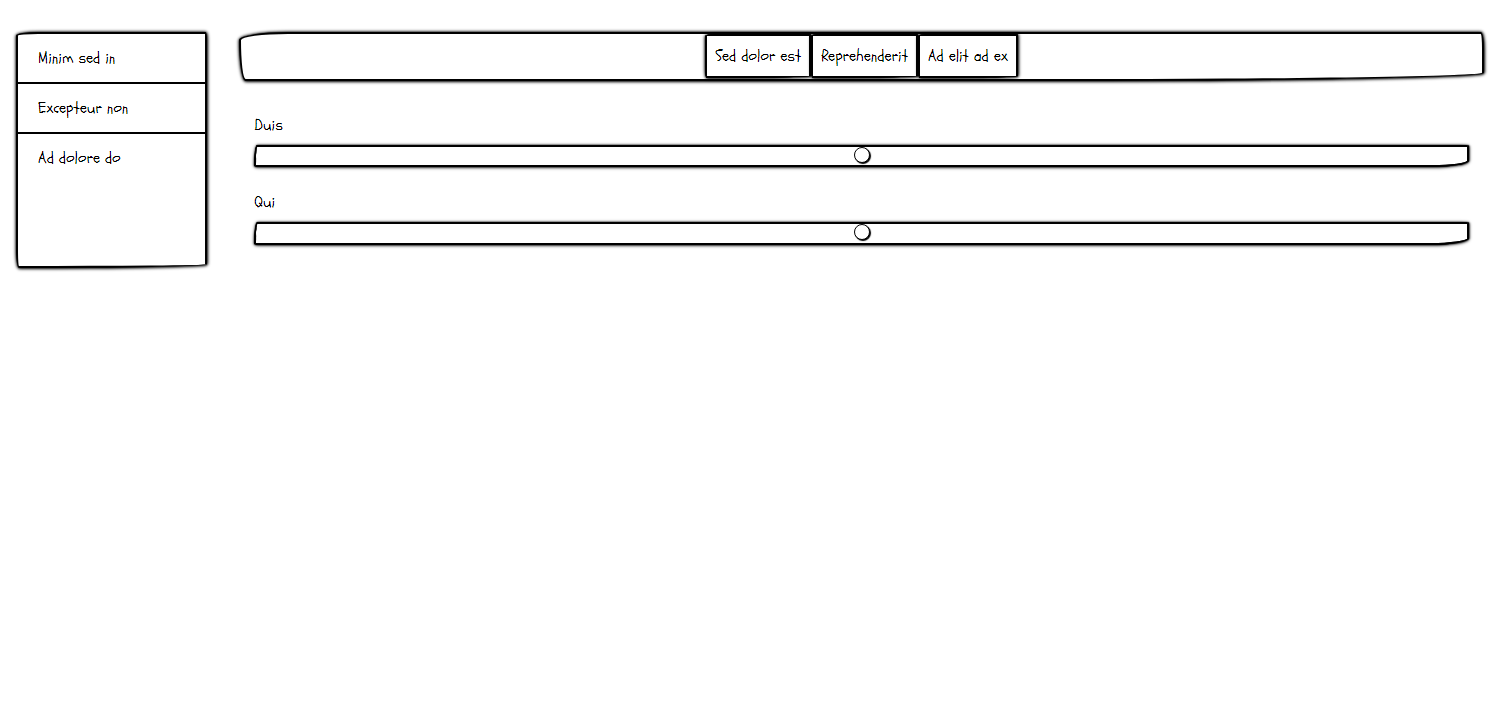 Minim sed in
Excepteur non
Ad dolore do
Sed dolor est
Reprehenderit
Ad elit ad ex
Duis
Qui